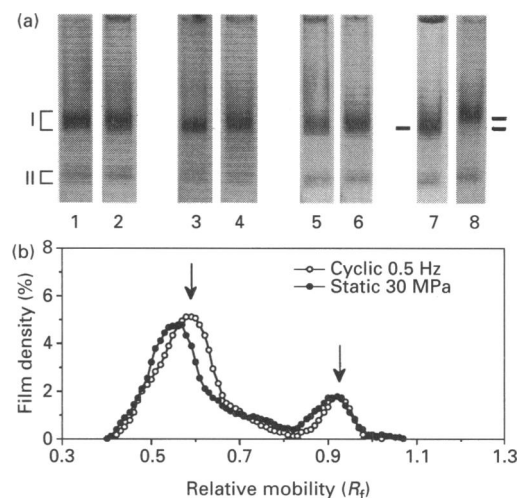 (a)
I
II
1 2 3 4 5 6 7 8
(b)
8
6
4
2
0
Film density (%)
Cyclic 0.5 Hz
Static 30 MPa
0.3 0.5 0.7 0.9 1.1 1.3
Relative mobility (Rf)